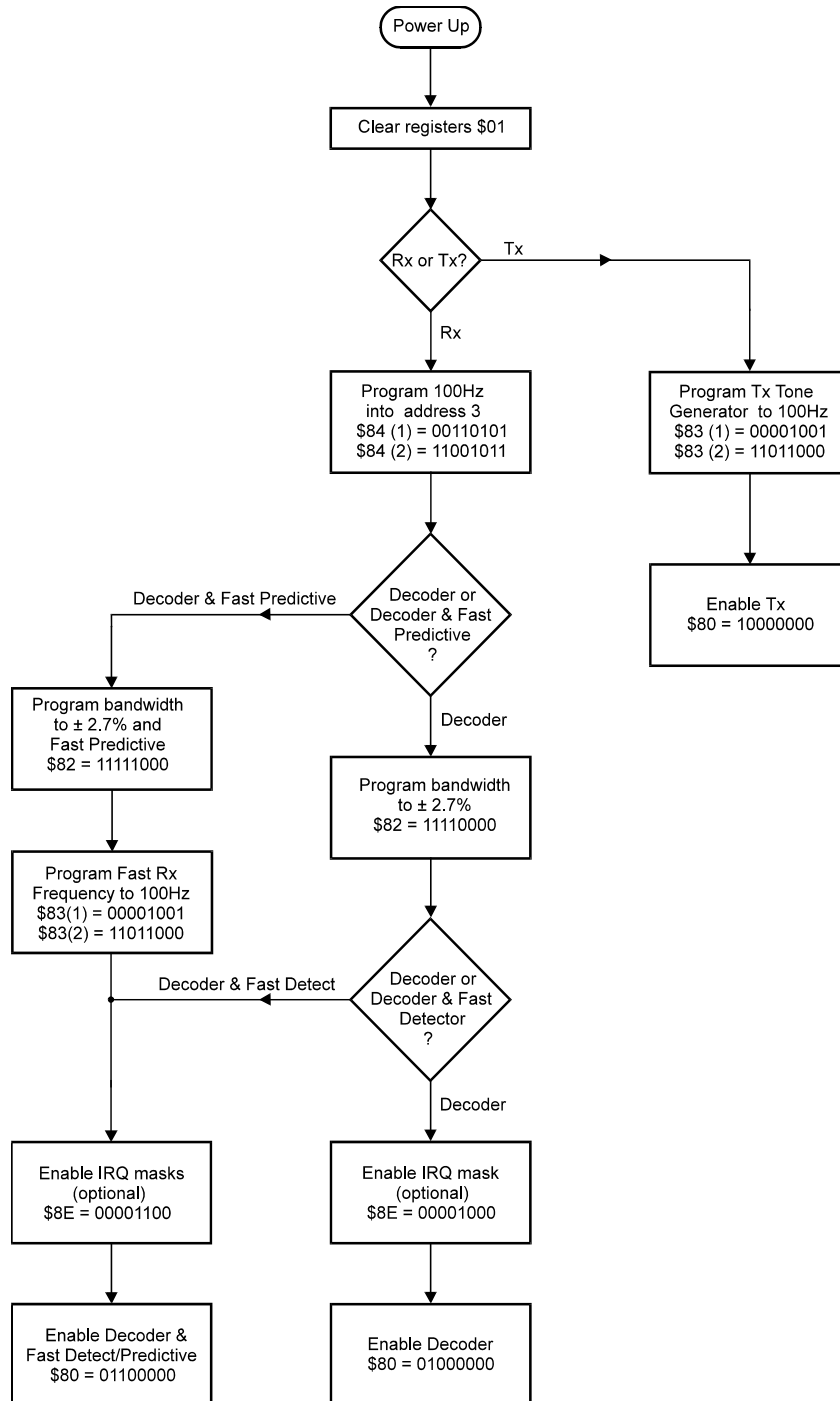 Power Up
Clear registers $01
Rx or Tx?
Tx
Rx
Program 100Hz
into address 3
$84 (1) = 00110101
$84 (2) = 11001011
Program Tx Tone
Generator to 100Hz
$83 (1) = 00001001
$83 (2) = 11011000
Enable Tx
$80 = 10000000
Decoder or
Decoder & Fast
Predictive
?
Decoder & Fast Predictive
Decoder
Program bandwidth
to ± 2.7% and
Fast Predictive
$82 = 11111000
Program bandwidth
to ± 2.7%
$82 = 11110000
Program Fast Rx
Frequency to 100Hz
$83(1) = 00001001
$83(2) = 11011000
Decoder & Fast Detect
Decoder or
Decoder & Fast
Detector
?
Decoder
Enable IRQ masks
(optional)
$8E = 00001100
Enable IRQ mask
(optional)
$8E = 00001000
Enable Decoder &
Fast Detect/Predictive
$80 = 01100000
Enable Decoder
$80 = 01000000